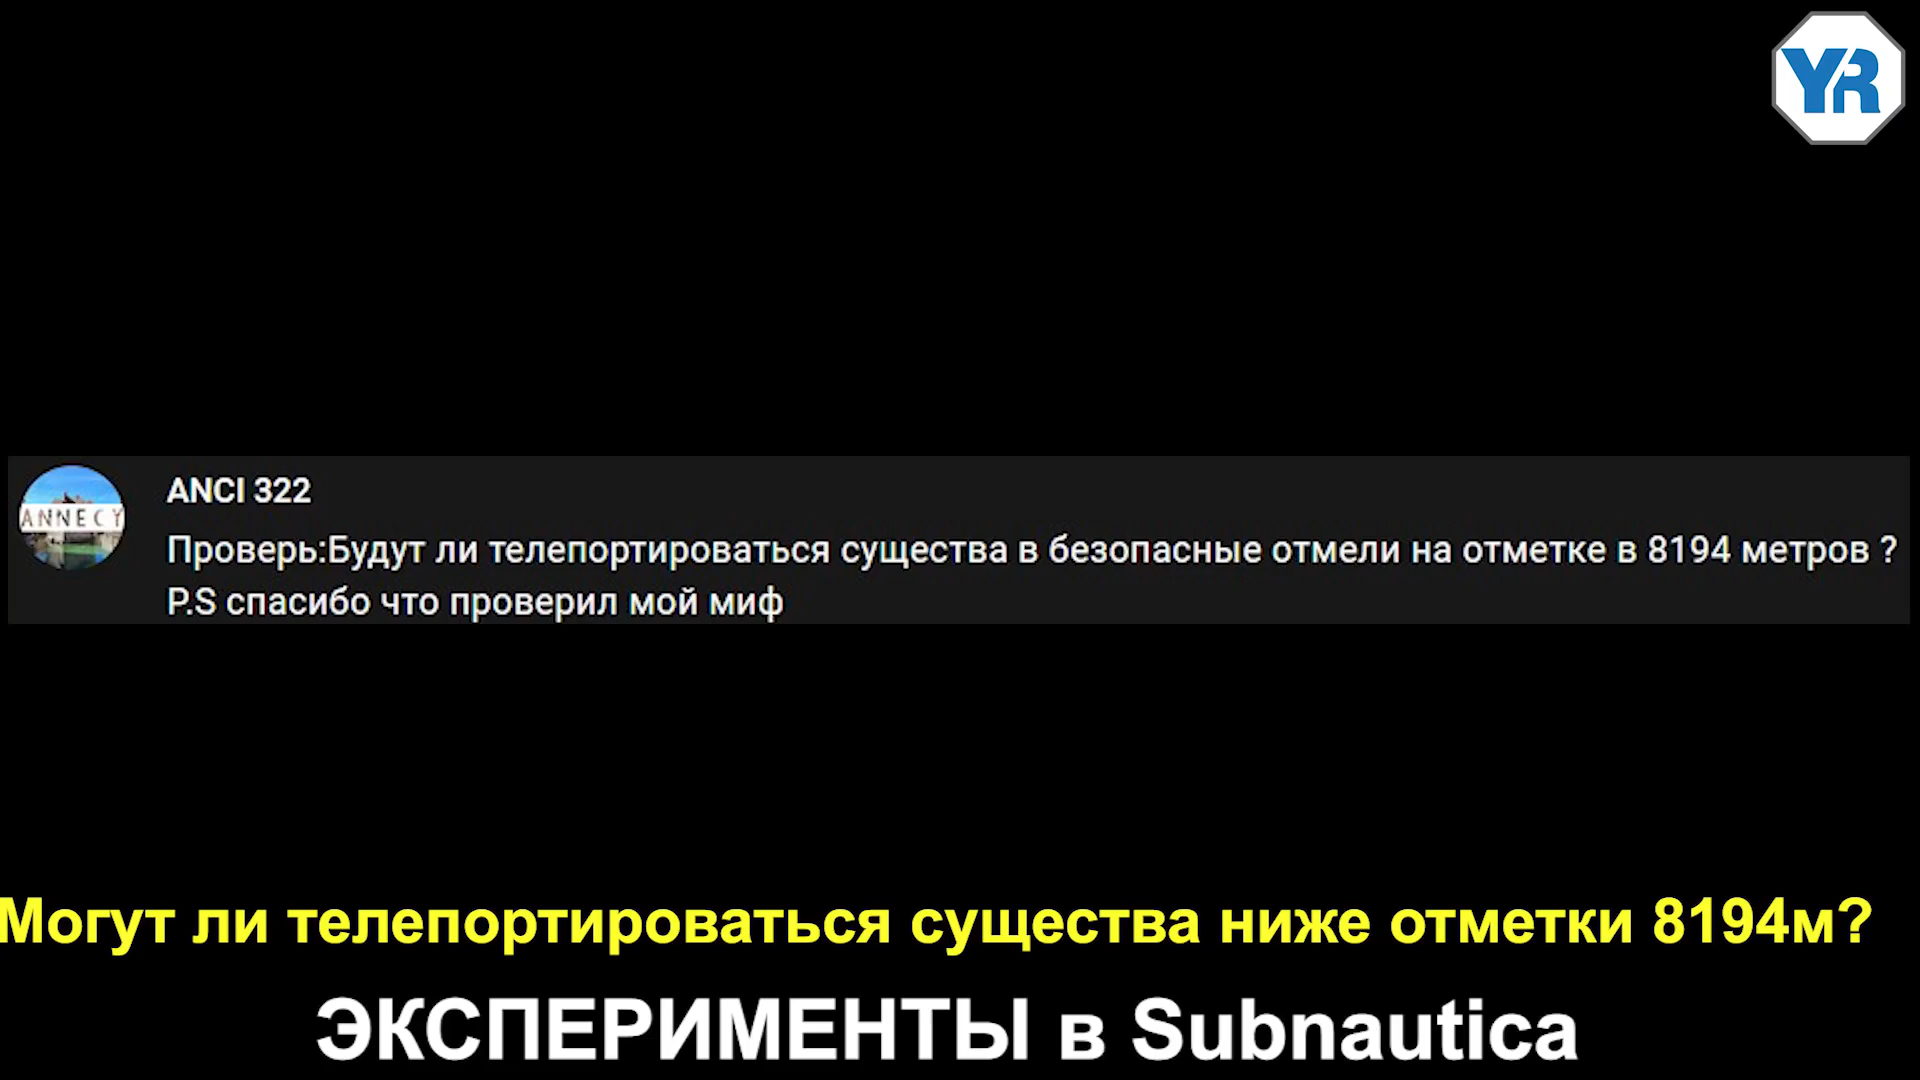 YR
ANNECY
ANCI 322
Проверь:Будут ли телепортироваться существа в безопасные отмели на отметке в 8194 метров ?
P.S спасибо что проверил мой миф
Могут ли телепортироваться существа ниже отметки 8194м?
ЭКСПЕРИМЕНТЫ в Subnautica